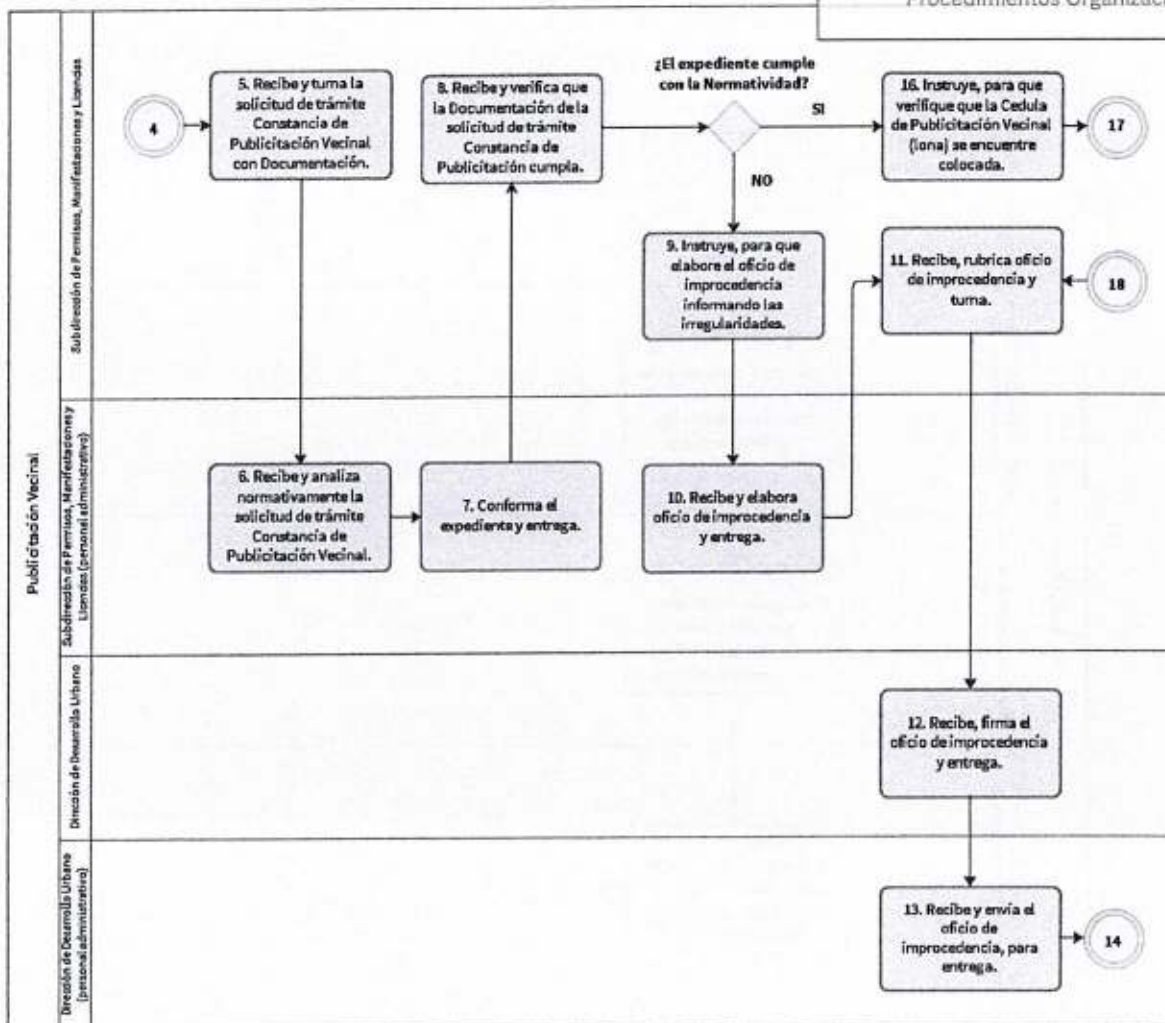 Procedimientos Organizac
Publicitación Vecinal
Subdirección de Permisos, Manifestaciones y Licencias
4
5. Recibe y turna la
solicitud de trámite
Constancia de
Publicitación Vecinal
con Documentación.
8. Recibe y verifica que
la Documentación de la
solicitud de trámite
Constancia de
Publicitación cumpla.
¿El expediente cumple
con la Normatividad?
SI
NO
16. Instruye, para que
verifique que la Cedula
de Publicitación Vecinal
(lona) se encuentre
colocada.
17
9. Instruye, para que
elabore el oficio de
improcedencia
informando las
irregularidades.
11. Recibe, rubrica oficio
de improcedencia y
turna.
18
Subdirección de Permisos, Manifestaciones y
Licencias (personal administrativo)
6. Recibe y analiza
normativamente la
solicitud de trámite
Constancia de
Publicitación Vecinal.
7. Conforma el
expediente y entrega.
10. Recibe y elabora
oficio de improcedencia
y entrega.
Dirección de Desarrollo Urbano
12. Recibe, firma el
oficio de improcedencia
y entrega.
Dirección de Desarrollo Urbano
(personal administrativo)
13. Recibe y envía el
oficio de
improcedencia, para
entrega.
14